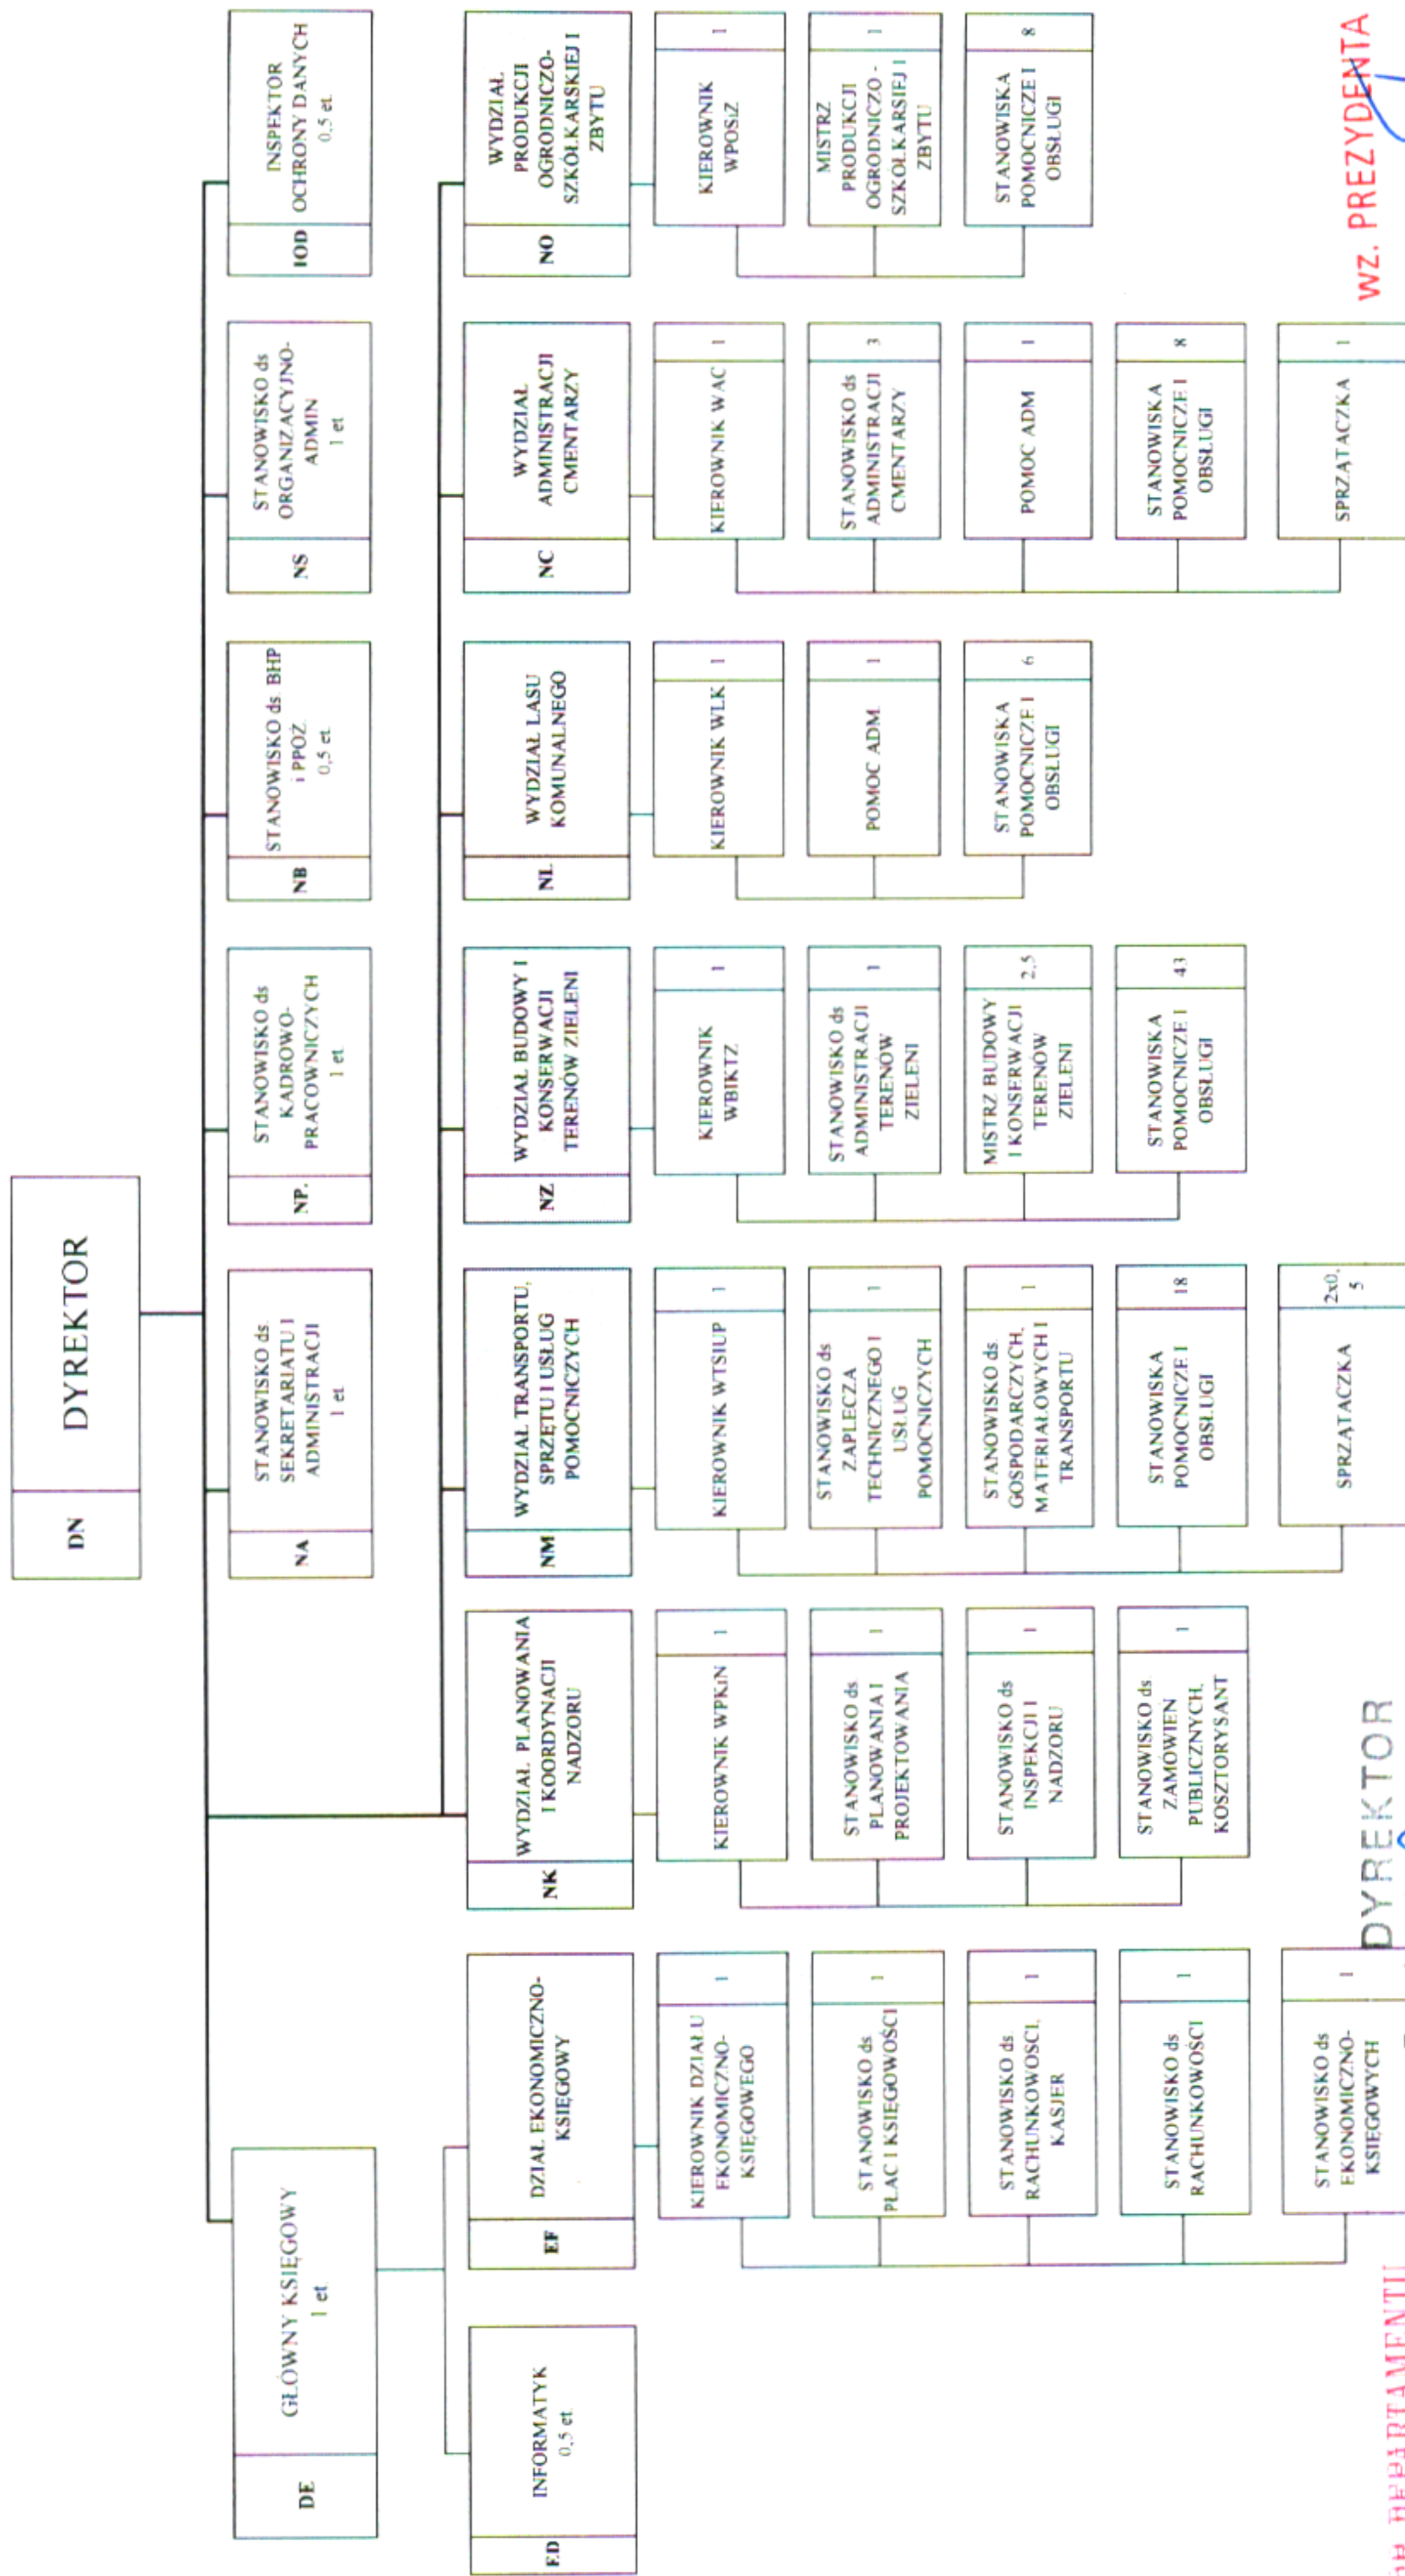 DN
DYREKTOR
DE
GŁÓWNY KSIĘGOWY
1 et.
NA
STANOWISKO ds.
SEKRETARIATU I
ADMINISTRACJI
1 et.
NP.
STANOWISKO ds
KADROWO-
PRACOWNICZYCH
1 et.
NB
STANOWISKO ds. BHP
i PPOŻ.
0,5 et.
NS
STANOWISKO ds
ORGANIZACYJNO-
ADMIN
1 et
IOD
INSPEKTOR
OCHRONY DANYCH
0,5 et.
ED
INFORMATYK
0,5 et.
EF
DZIAŁ EKONOMICZNO-
KSIĘGOWY
KIEROWNIK DZIAŁU
EKONOMICZNO-
KSIĘGOWEGO
1
STANOWISKO ds
PŁAC I KSIĘGOWOŚCI
1
STANOWISKO ds.
RACHUNKOWOŚCI,
KASJER
1
STANOWISKO ds
RACHUNKOWOŚCI
1
STANOWISKO ds
EKONOMICZNO-
KSIĘGOWYCH
1
NK
WYDZIAŁ PLANOWANIA
I KOORDYNACJI
NADZORU
KIEROWNIK WPKiN
1
STANOWISKO ds.
PLANOWANIA I
PROJEKTOWANIA
1
STANOWISKO ds
INSPEKCJI I
NADZORU
1
STANOWISKO ds.
ZAMÓWIEŃ
PUBLICZNYCH,
KOSZTORYSANT
1
NM
WYDZIAŁ TRANSPORTU,
SPRZĘTU I USŁUG
POMOCNICZYCH
KIEROWNIK WTSIUP
1
STANOWISKO ds
ZAPLECZA
TECHNICZNEGO I
USŁUG
POMOCNICZYCH
1
STANOWISKO ds.
GOSPODARCZYCH,
MATERIAŁOWYCH I
TRANSPORTU
1
STANOWISKA
POMOCNICZE I
OBSŁUGI
18
SPRZĄTACZKA
2x0,
5
NZ
WYDZIAŁ BUDOWY I
KONSERWACJI
TERENÓW ZIELENI
KIEROWNIK
WBIKTZ
1
STANOWISKO ds
ADMINISTRACJI
TERENÓW
ZIELENI
1
MISTRZ BUDOWY
I KONSERWACJI
TERENÓW
ZIELENI
2,5
STANOWISKA
POMOCNICZE I
OBSŁUGI
43
NL
WYDZIAŁ LASU
KOMUNALNEGO
KIEROWNIK WLK
1
POMOC ADM.
1
STANOWISKA
POMOCNICZE I
OBSŁUGI
6
NC
WYDZIAŁ
ADMINISTRACJI
CMENTARZY
KIEROWNIK WAC
1
STANOWISKO ds
ADMINISTRACJI
CMENTARZY
3
POMOC ADM
1
STANOWISKA
POMOCNICZE I
OBSŁUGI
8
SPRZĄTACZKA
1
NO
WYDZIAŁ
PRODUKCJI
OGRODNICZO-
SZKÓŁKARSKIEJ I
ZBYTU
KIEROWNIK
WPOSiZ
1
MISTRZ
PRODUKCJI
OGRODNICZO -
SZKÓŁKARSIEJ I
ZBYTU
1
STANOWISKA
POMOCNICZE I
OBSŁUGI
8
DEPARTAMENTU
DYREKTOR
wz. PREZYDENTA